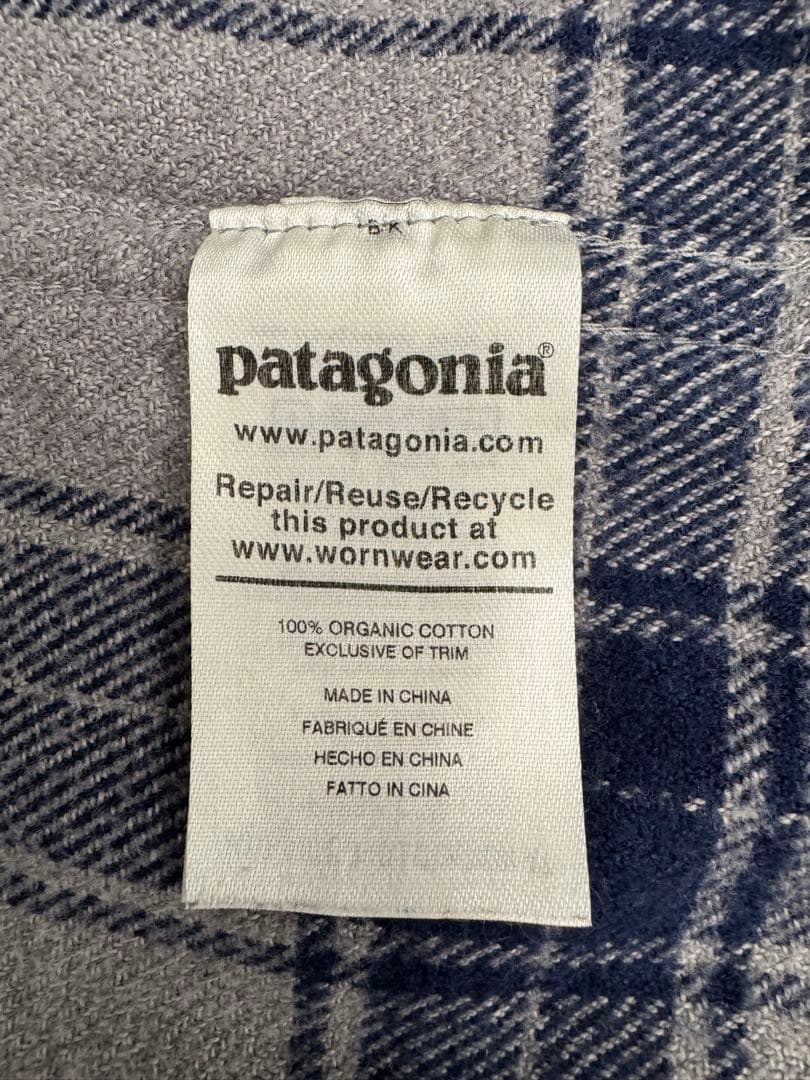 patagonia®
www.patagonia.com
Repair/Reuse/Recycle
this product at
www.wornwear.com
100% ORGANIC COTTON
EXCLUSIVE OF TRIM
MADE IN CHINA
FABRIQUÉ EN CHINE
HECHO EN CHINA
FATTO IN CINA